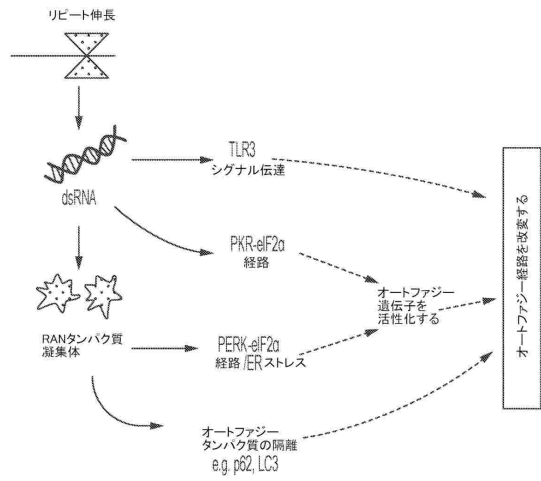 リピート伸長
dsRNA
TLR3
シグナル伝達
PKR-eIF2α
経路
オートファジー
遺伝子を
活性化する
RANタンパク質
凝集体
PERK-eIF2α
経路/ERストレス
オートファジー
タンパク質の隔離
e.g. p62, LC3
オートファジー経路を改変する